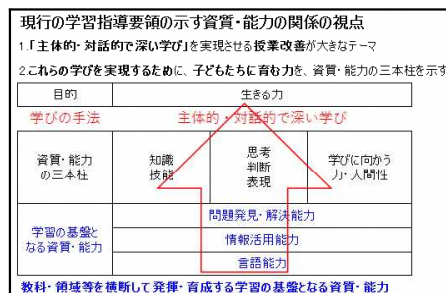 現行の学習指導要領の示す資質・能力の関係の視点
1.「主体的・対話的で深い学び」を実現させる授業改善が大きなテーマ
2.これらの学びを実現するために、子どもたちに育む力を、資質・能力の三本柱を示す
目的
生きる力
学びの手法
主体的・対話的で深い学び
資質・能力
の三本柱
知識
技能
思考
判断
表現
学びに向かう
力・人間性
学習の基盤と
なる資質・能力
問題発見・解決能力
情報活用能力
言語能力
教科・領域等を横断して発揮・育成する学習の基盤となる資質・能力